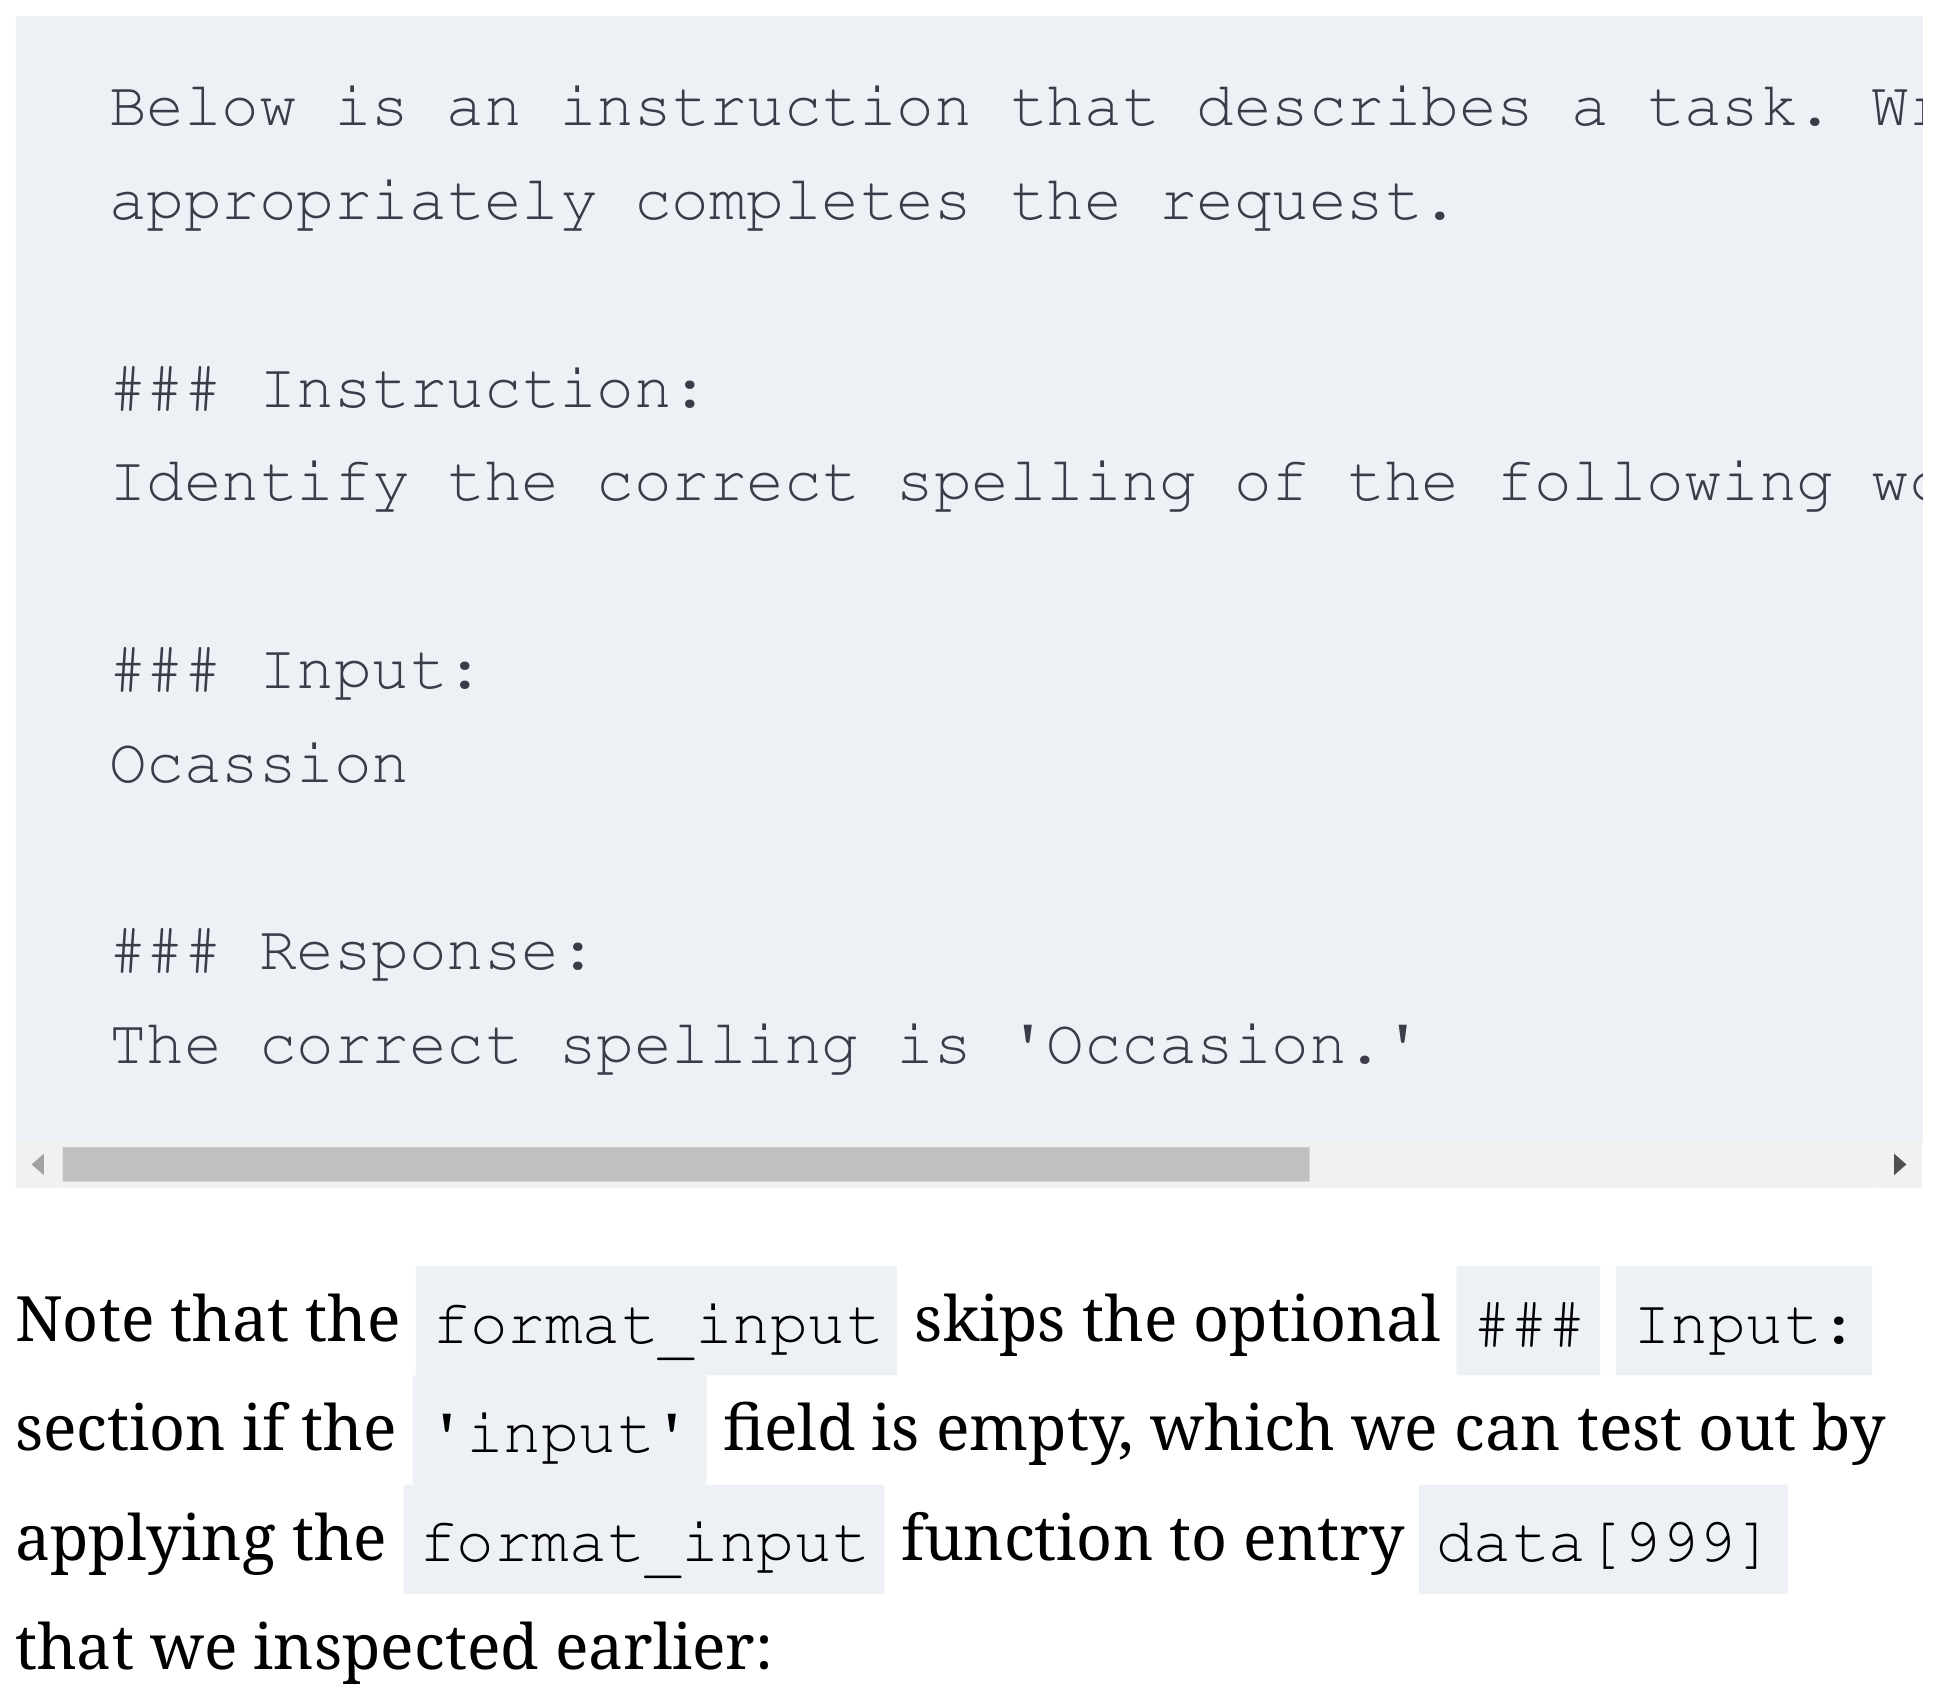 Below is an instruction that describes a task.
appropriately completes the request.
### Instruction:
Identify the correct spelling of the following
### Input:
Ocassion
### Response:
The correct spelling is 'Occasion.'
Note that the format_input skips the optional ### Input:
section if the 'input' field is empty, which we can test out by
applying the format_input function to entry data[999]
that we inspected earlier: